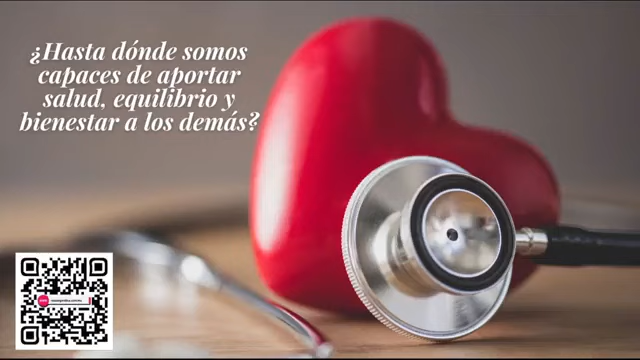 ¿Hasta dónde somos
capaces de aportar
salud, equilibrio y
bienestar a los demás?